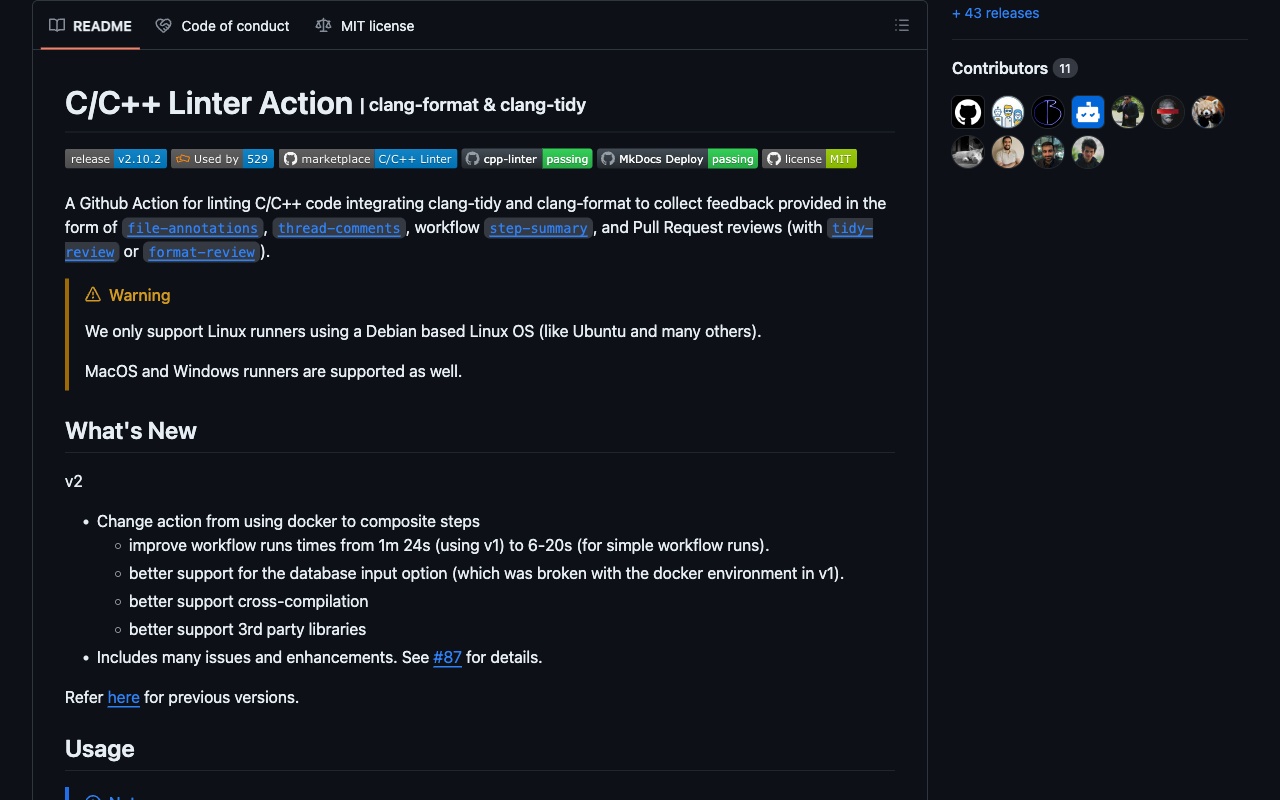 README
Code of conduct
MIT license
C/C++ Linter Action | clang-format & clang-tidy
release v2.10.2
Used by 529
marketplace C/C++ Linter
cpp-linter passing
MkDocs Deploy passing
license MIT
A Github Action for linting C/C++ code integrating clang-tidy and clang-format to collect feedback provided in the
form of file-annotations, thread-comments, workflow step-summary, and Pull Request reviews (with tidy-
review or format-review).
Warning
We only support Linux runners using a Debian based Linux OS (like Ubuntu and many others).
MacOS and Windows runners are supported as well.
What's New
v2
• Change action from using docker to composite steps
◦ improve workflow runs times from 1m 24s (using v1) to 6-20s (for simple workflow runs).
◦ better support for the database input option (which was broken with the docker environment in v1).
◦ better support cross-compilation
◦ better support 3rd party libraries
• Includes many issues and enhancements. See #87 for details.
Refer here for previous versions.
Usage
+ 43 releases
Contributors 11